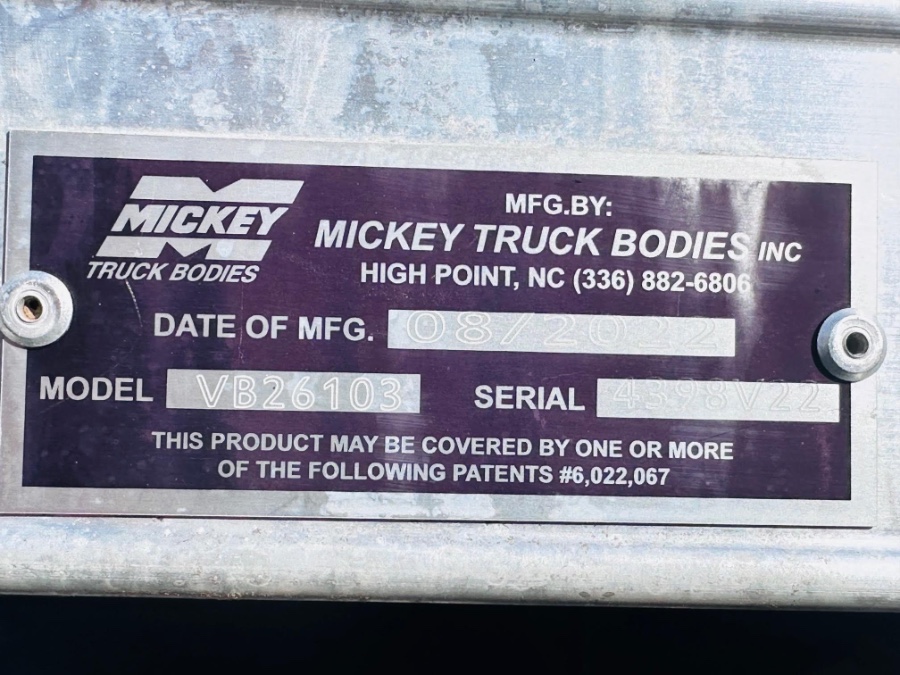 MICKEY
TRUCK BODIES
MFG.BY:
MICKEY TRUCK BODIES INC
HIGH POINT, NC (336) 882-6806
DATE OF MFG. 08/2022
MODEL VB26103 SERIAL 4398V22
THIS PRODUCT MAY BE COVERED BY ONE OR MORE
OF THE FOLLOWING PATENTS #6,022,067